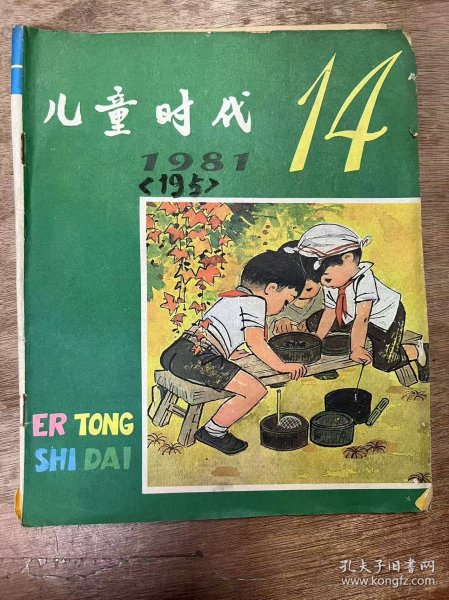 儿童时代 14
1981
<195>
ER TONG
SHI DAI
孔夫子旧书网
www.kongfz.com